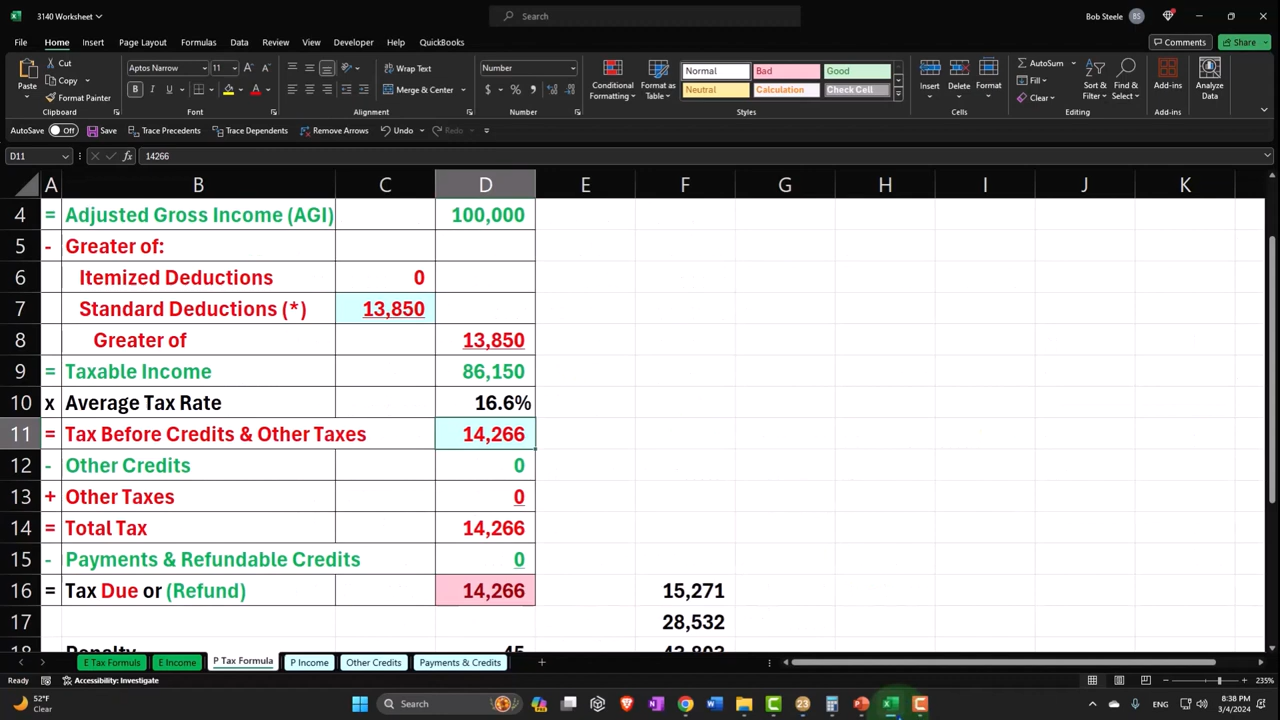 3140 Worksheet
Search
Bob Steele BS
File Home Insert Page Layout Formulas Data Review View Developer Help QuickBooks
Comments Share
Paste Cut Copy Format Painter Clipboard
Aptos Narrow 11 Font
Wrap Text Merge & Center Alignment
Number Number
Conditional Formatting Format as Table
Normal Bad Good
Neutral Calculation Check Cell
Styles
Insert Delete Format Cells
AutoSum Fill Clear Sort & Filter Find & Select Editing
Add-ins Add-ins
Analyze Data
AutoSave Off Save Trace Precedents Trace Dependents Remove Arrows Undo Redo
D11 fx 14266
A B C D E F G H I J K
4 = Adjusted Gross Income (AGI) 100,000
5 - Greater of:
6 Itemized Deductions 0
7 Standard Deductions (*) 13,850
8 Greater of 13,850
9 = Taxable Income 86,150
10 x Average Tax Rate 16.6%
11 = Tax Before Credits & Other Taxes 14,266
12 - Other Credits 0
13 + Other Taxes 0
14 = Total Tax 14,266
15 - Payments & Refundable Credits 0
16 = Tax Due or (Refund) 14,266 15,271
17 28,532
18 Penalty 45 43,803
E Tax Formuls E Income P Tax Formula P Income Other Credits Payments & Credits
Ready Accessibility: Investigate 235%
52°F
Clear
Search
ENG
8:38 PM
3/4/2024